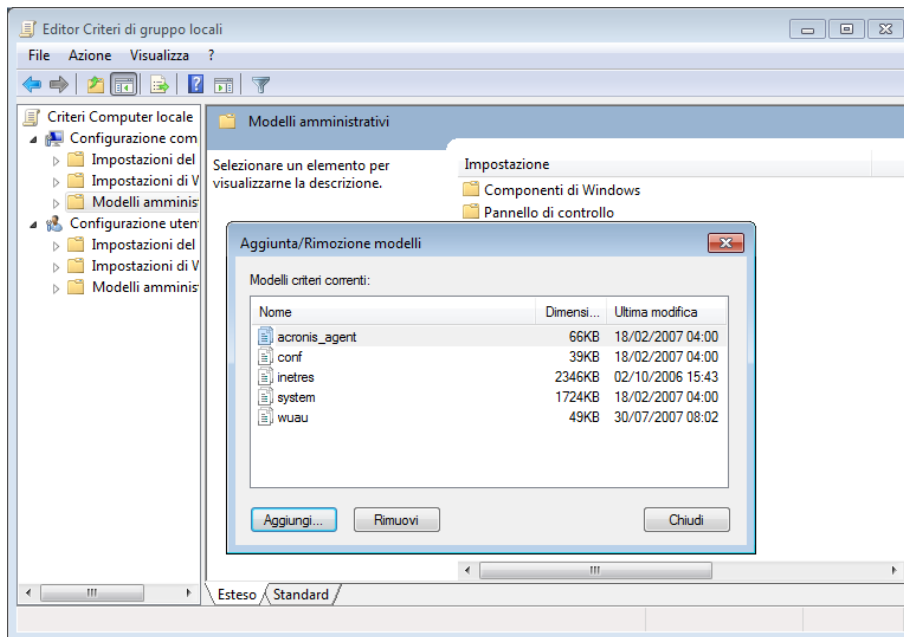 Editor Criteri di gruppo locali
File Azione Visualizza ?
Criteri Computer locale
Configurazione com
Impostazioni del
Impostazioni di V
Modelli amminis
Configurazione uten
Impostazioni del
Impostazioni di V
Modelli amminis
Modelli amministrativi
Selezionare un elemento per
visualizzarne la descrizione.
Impostazione
Componenti di Windows
Pannello di controllo
Aggiunta/Rimozione modelli
Modelli criteri correnti:
Nome Dimensi... Ultima modifica
acronis_agent 66KB 18/02/2007 04:00
conf 39KB 18/02/2007 04:00
inetres 2346KB 02/10/2006 15:43
system 1724KB 18/02/2007 04:00
wuau 49KB 30/07/2007 08:02
Aggiungi... Rimuovi Chiudi
Esteso Standard